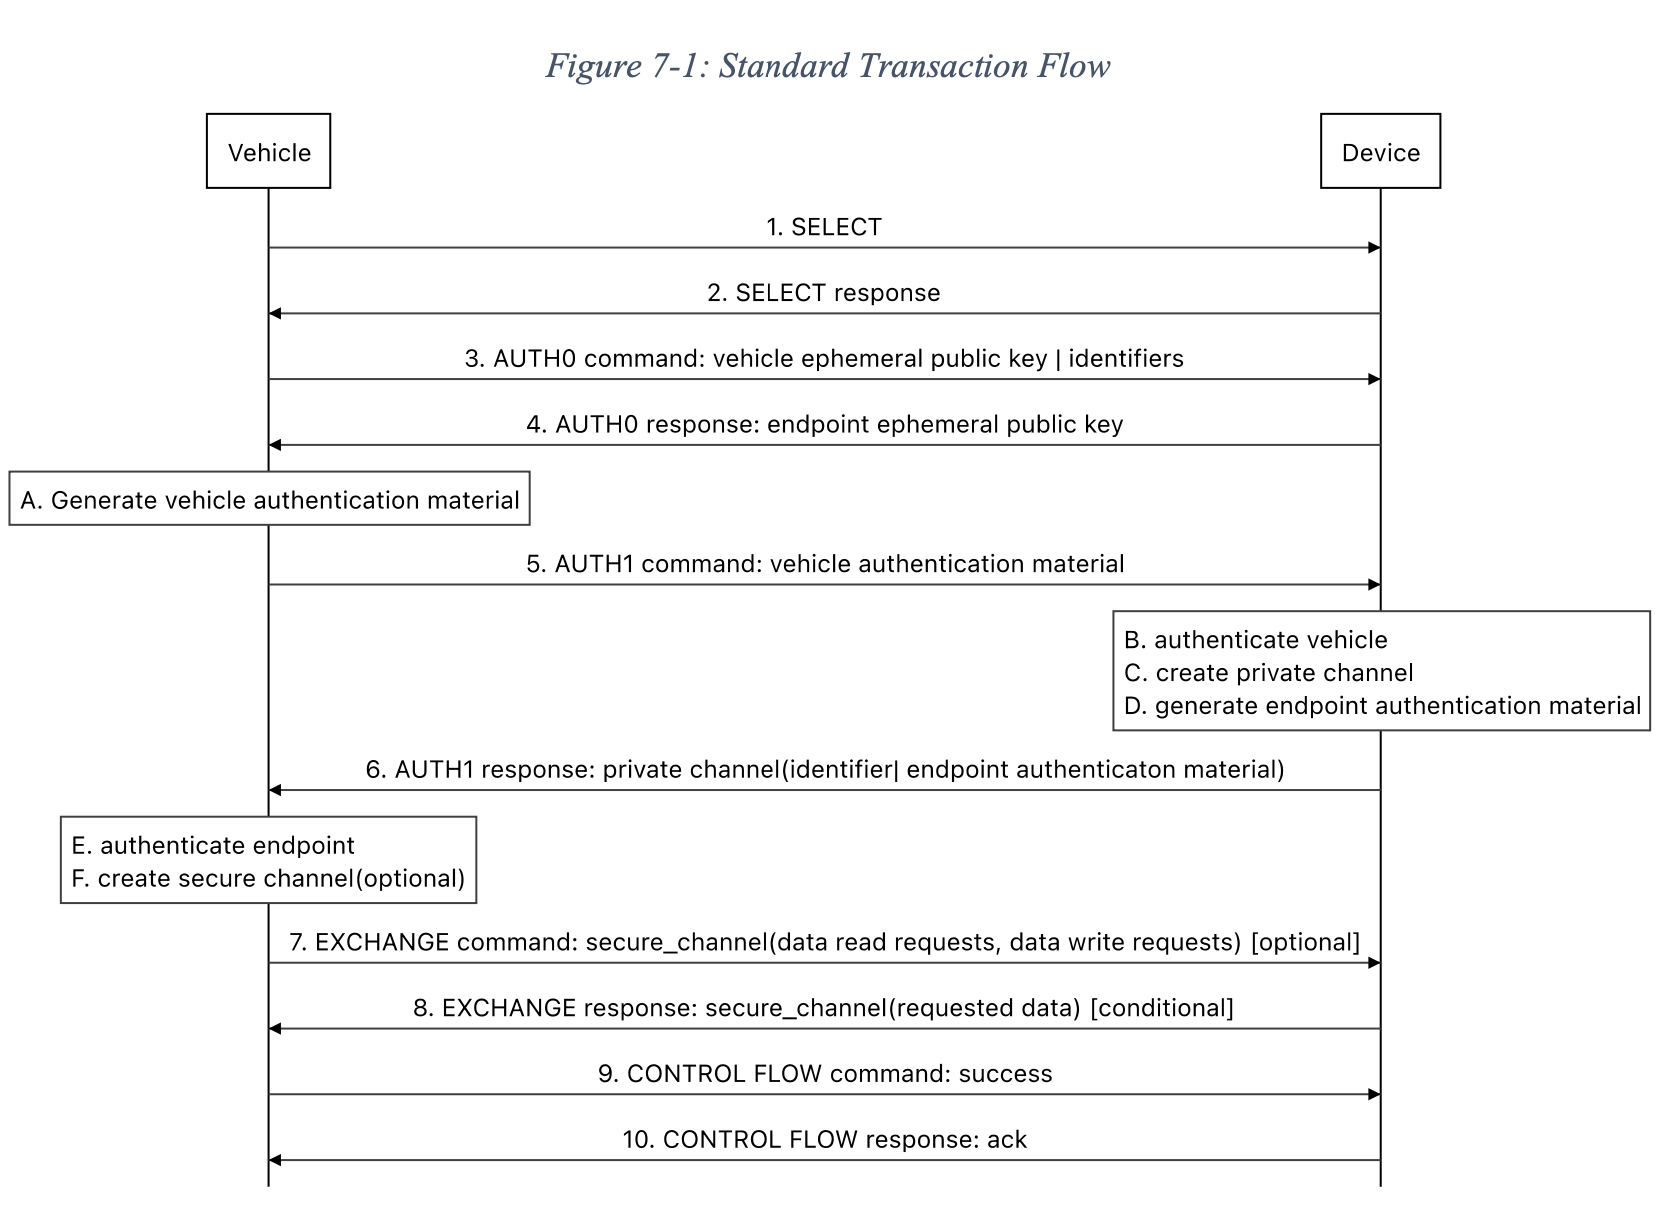 Figure 7-1: Standard Transaction Flow
Vehicle
Device
1. SELECT
2. SELECT response
3. AUTH0 command: vehicle ephemeral public key | identifiers
4. AUTH0 response: endpoint ephemeral public key
A. Generate vehicle authentication material
5. AUTH1 command: vehicle authentication material
B. authenticate vehicle
C. create private channel
D. generate endpoint authentication material
6. AUTH1 response: private channel(identifier| endpoint authenticaton material)
E. authenticate endpoint
F. create secure channel(optional)
7. EXCHANGE command: secure_channel(data read requests, data write requests) [optional]
8. EXCHANGE response: secure_channel(requested data) [conditional]
9. CONTROL FLOW command: success
10. CONTROL FLOW response: ack